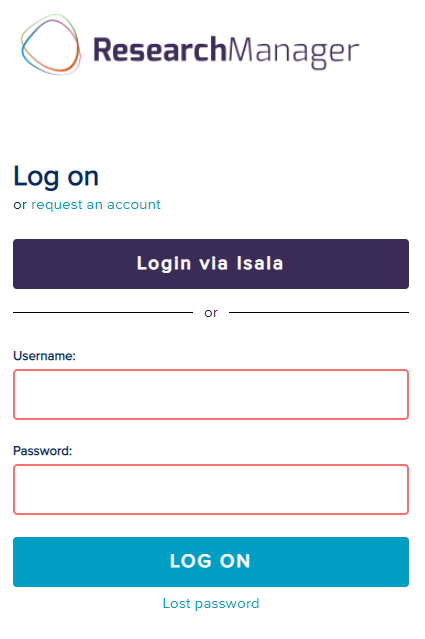 ResearchManager
Log on
or request an account
Login via Isala
or
Username:
Password:
LOG ON
Lost password